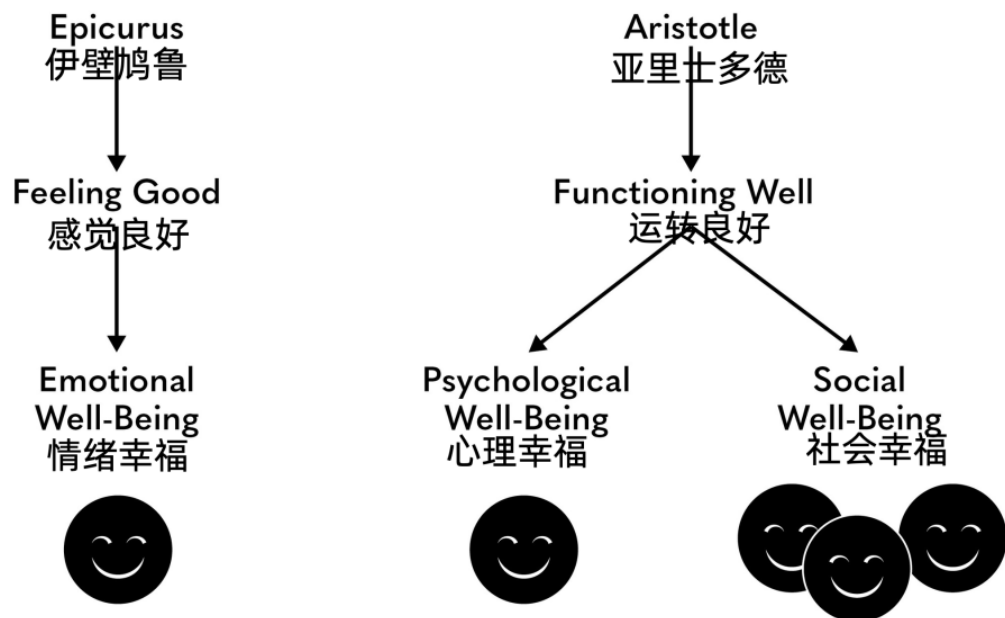 Epicurus
伊壁鸠鲁
Feeling Good
感觉良好
Emotional
Well-Being
情绪幸福
Aristotle
亚里士多德
Functioning Well
运转良好
Psychological
Well-Being
心理幸福
Social
Well-Being
社会幸福